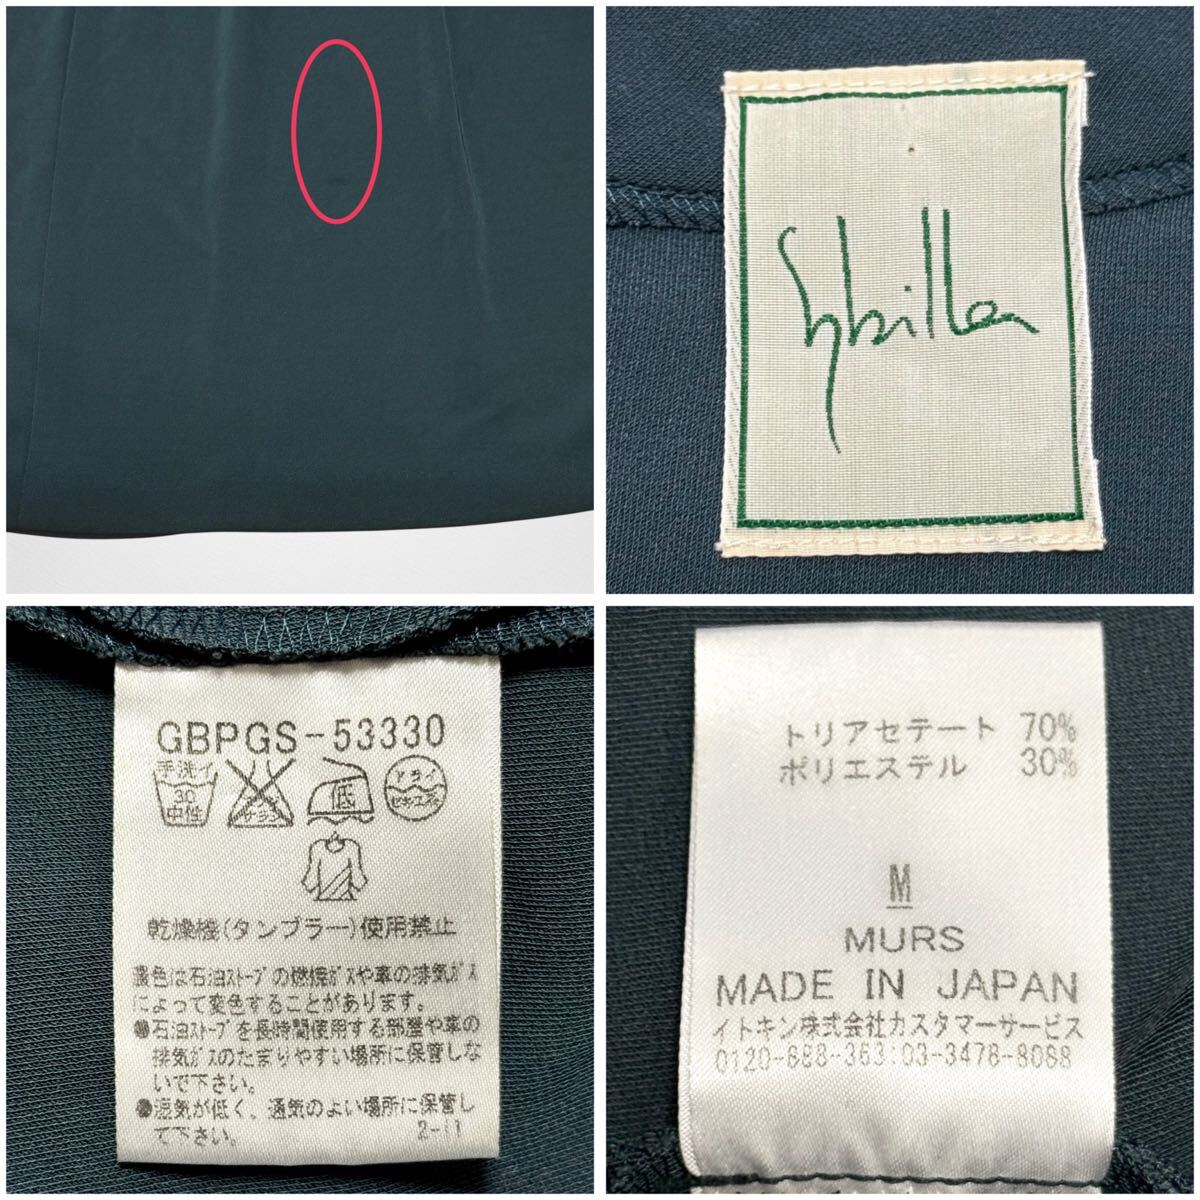 Sybilla
GBPGS-53330
手洗イ
30
中性
サラシ
低
ドライ
セキユ系
乾燥機(タンブラー)使用禁止
濃色は石油ｽﾄｰﾌﾞの燃焼ｶﾞｽや車の排気ｶﾞｽ
によって変色することがあります。
●石油ｽﾄｰﾌﾞを長時間使用する部屋や車の
排気ｶﾞｽのたまりやすい場所に保管しな
いで下さい。
●湿気が低く、通気のよい場所に保管し
て下さい。
2-11
トリアセテート 70%
ポリエステル 30%
M
MURS
MADE IN JAPAN
イトキン株式会社カスタマーサービス
0120-888-363:03-3478-8088